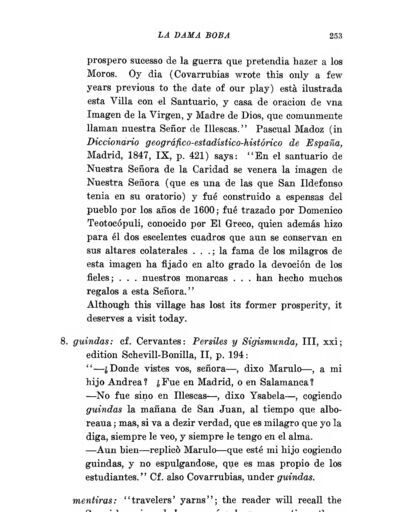 LA DAMA BOBA 253
prospero sucesso de la guerra que pretendia hazer a los
Moros. Oy dia (Covarrubias wrote this only a few
years previous to the date of our play) està ilustrada
esta Villa con el Santuario, y casa de oracion de vna
Imagen de la Virgen, y Madre de Dios, que comunmente
llaman nuestra Señor de Illescas." Pascual Madoz (in
Diccionario geográfico-estadístico-histórico de España,
Madrid, 1847, IX, p. 421) says: "En el santuario de
Nuestra Señora de la Caridad se venera la imagen de
Nuestra Señora (que es una de las que San Ildefonso
tenia en su oratorio) y fué construido a espensas del
pueblo por los años de 1600; fué trazado por Domenico
Teotocópuli, conocido por El Greco, quien además hizo
para él dos escelentes cuadros que aun se conservan en
sus altares colaterales . . .; la fama de los milagros de
esta imagen ha fijado en alto grado la devoción de los
fieles; . . . nuestros monarcas . . . han hecho muchos
regalos a esta Señora."
Although this village has lost its former prosperity, it
deserves a visit today.
8. guindas: cf. Cervantes: Persiles y Sigismunda, III, xxi;
edition Schevill-Bonilla, II, p. 194:
"—¿Donde vistes vos, señora—, dixo Marulo—, a mi
hijo Andrea? ¿Fue en Madrid, o en Salamanca?
—No fue sino en Illescas—, dixo Ysabela—, cogiendo
guindas la mañana de San Juan, al tiempo que albo-
reaua; mas, si va a dezir verdad, que es milagro que yo la
diga, siempre le veo, y siempre le tengo en el alma.
—Aun bien—replicò Marulo—que esté mi hijo cogiendo
guindas, y no espulgandose, que es mas propio de los
estudiantes." Cf. also Covarrubias, under guindas.
mentiras: "travelers' yarns"; the reader will recall the